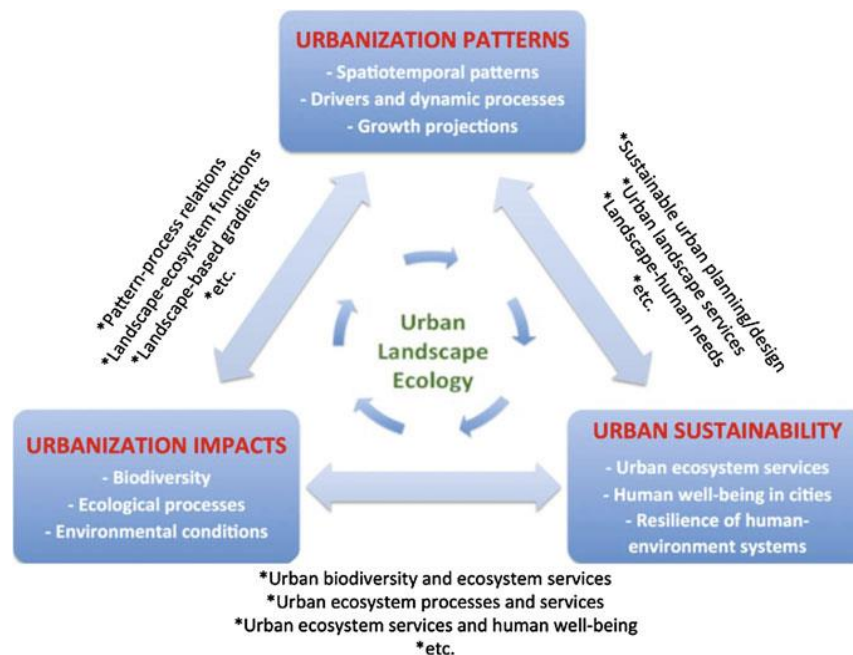 URBANIZATION PATTERNS
- Spatiotemporal patterns
- Drivers and dynamic processes
- Growth projections
*Pattern-process relations
*Landscape-ecosystem functions
*Landscape-based gradients
*etc.
*Sustainable urban planning/design
*Urban landscape services
*Landscape-human needs
*etc.
Urban
Landscape
Ecology
URBANIZATION IMPACTS
- Biodiversity
- Ecological processes
- Environmental conditions
URBAN SUSTAINABILITY
- Urban ecosystem services
- Human well-being in cities
- Resilience of human-
environment systems
*Urban biodiversity and ecosystem services
*Urban ecosystem processes and services
*Urban ecosystem services and human well-being
*etc.